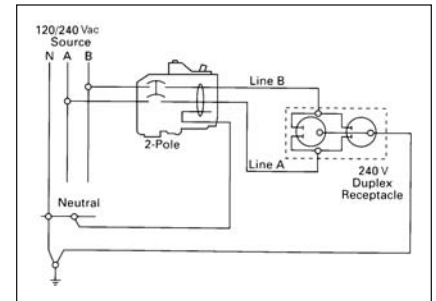 120/240 Vac
Source
N A B
Line B
2-Pole
Line A
240 V
Duplex
Receptacle
Neutral